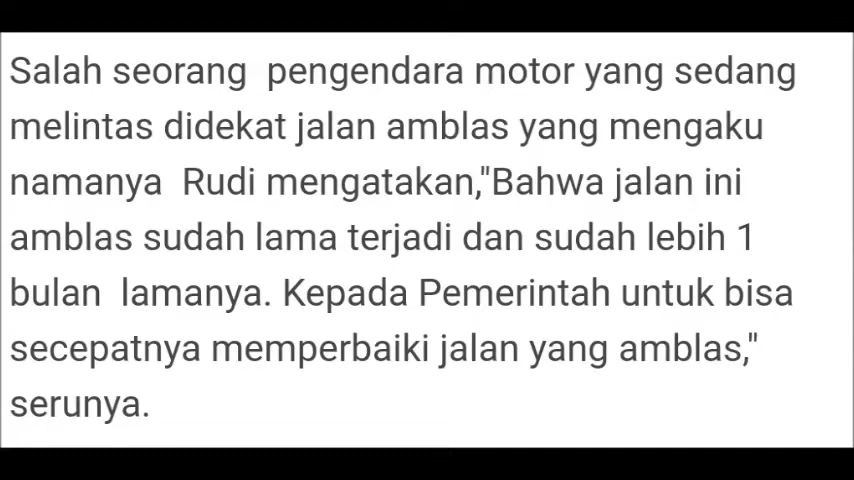 Salah seorang  pengendara motor yang sedang
melintas didekat jalan amblas yang mengaku
namanya  Rudi mengatakan,"Bahwa jalan ini
amblas sudah lama terjadi dan sudah lebih 1
bulan  lamanya. Kepada Pemerintah untuk bisa
secepatnya memperbaiki jalan yang amblas,"
serunya.